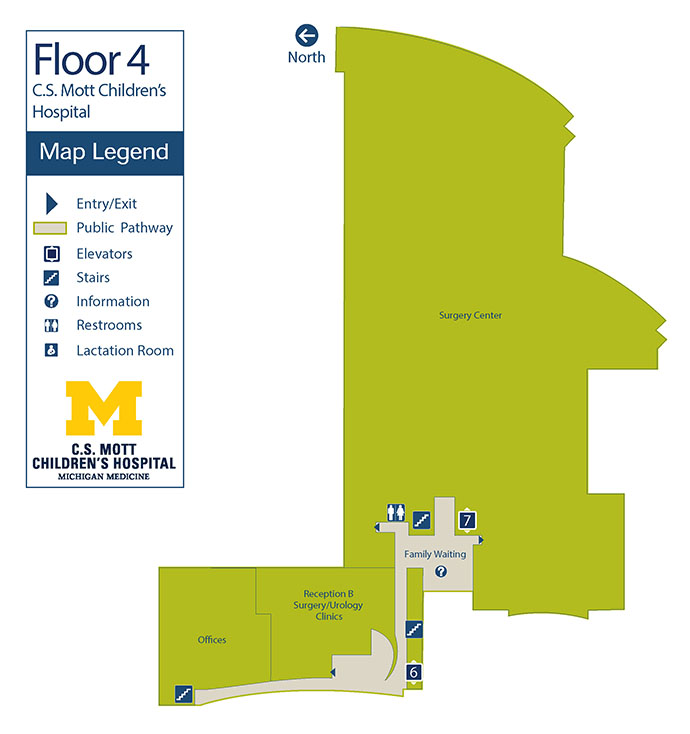 Floor 4
C.S. Mott Children's
Hospital
Map Legend
Entry/Exit
Public Pathway
Elevators
Stairs
Information
?
Restrooms
Lactation Room
M
C.S. MOTT
CHILDREN'S HOSPITAL
MICHIGAN MEDICINE
North
Surgery Center
7
Family Waiting
?
Reception B
Surgery/Urology
Clinics
Offices
6